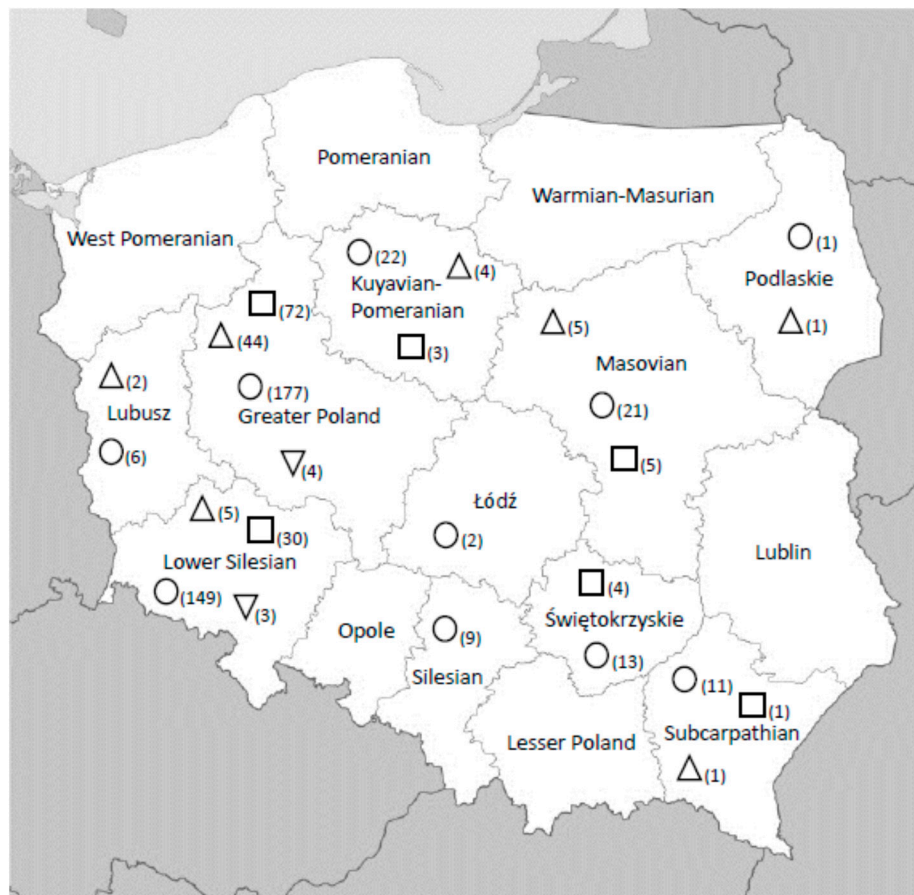 Pomeranian
Warmian-Masurian
West Pomeranian
(22)
(4)
Kuyavian-
Pomeranian
(3)
(1)
Podlaskie
(1)
(72)
(44)
(177)
Greater Poland
(4)
(5)
Masovian
(21)
(5)
(2)
Lubusz
(6)
Łódź
(2)
(5)
(30)
Lower Silesian
(149)
(3)
Lublin
Opole
(9)
Silesian
(4)
Świętokrzyskie
(13)
Lesser Poland
(11)
(1)
Subcarpathian
(1)